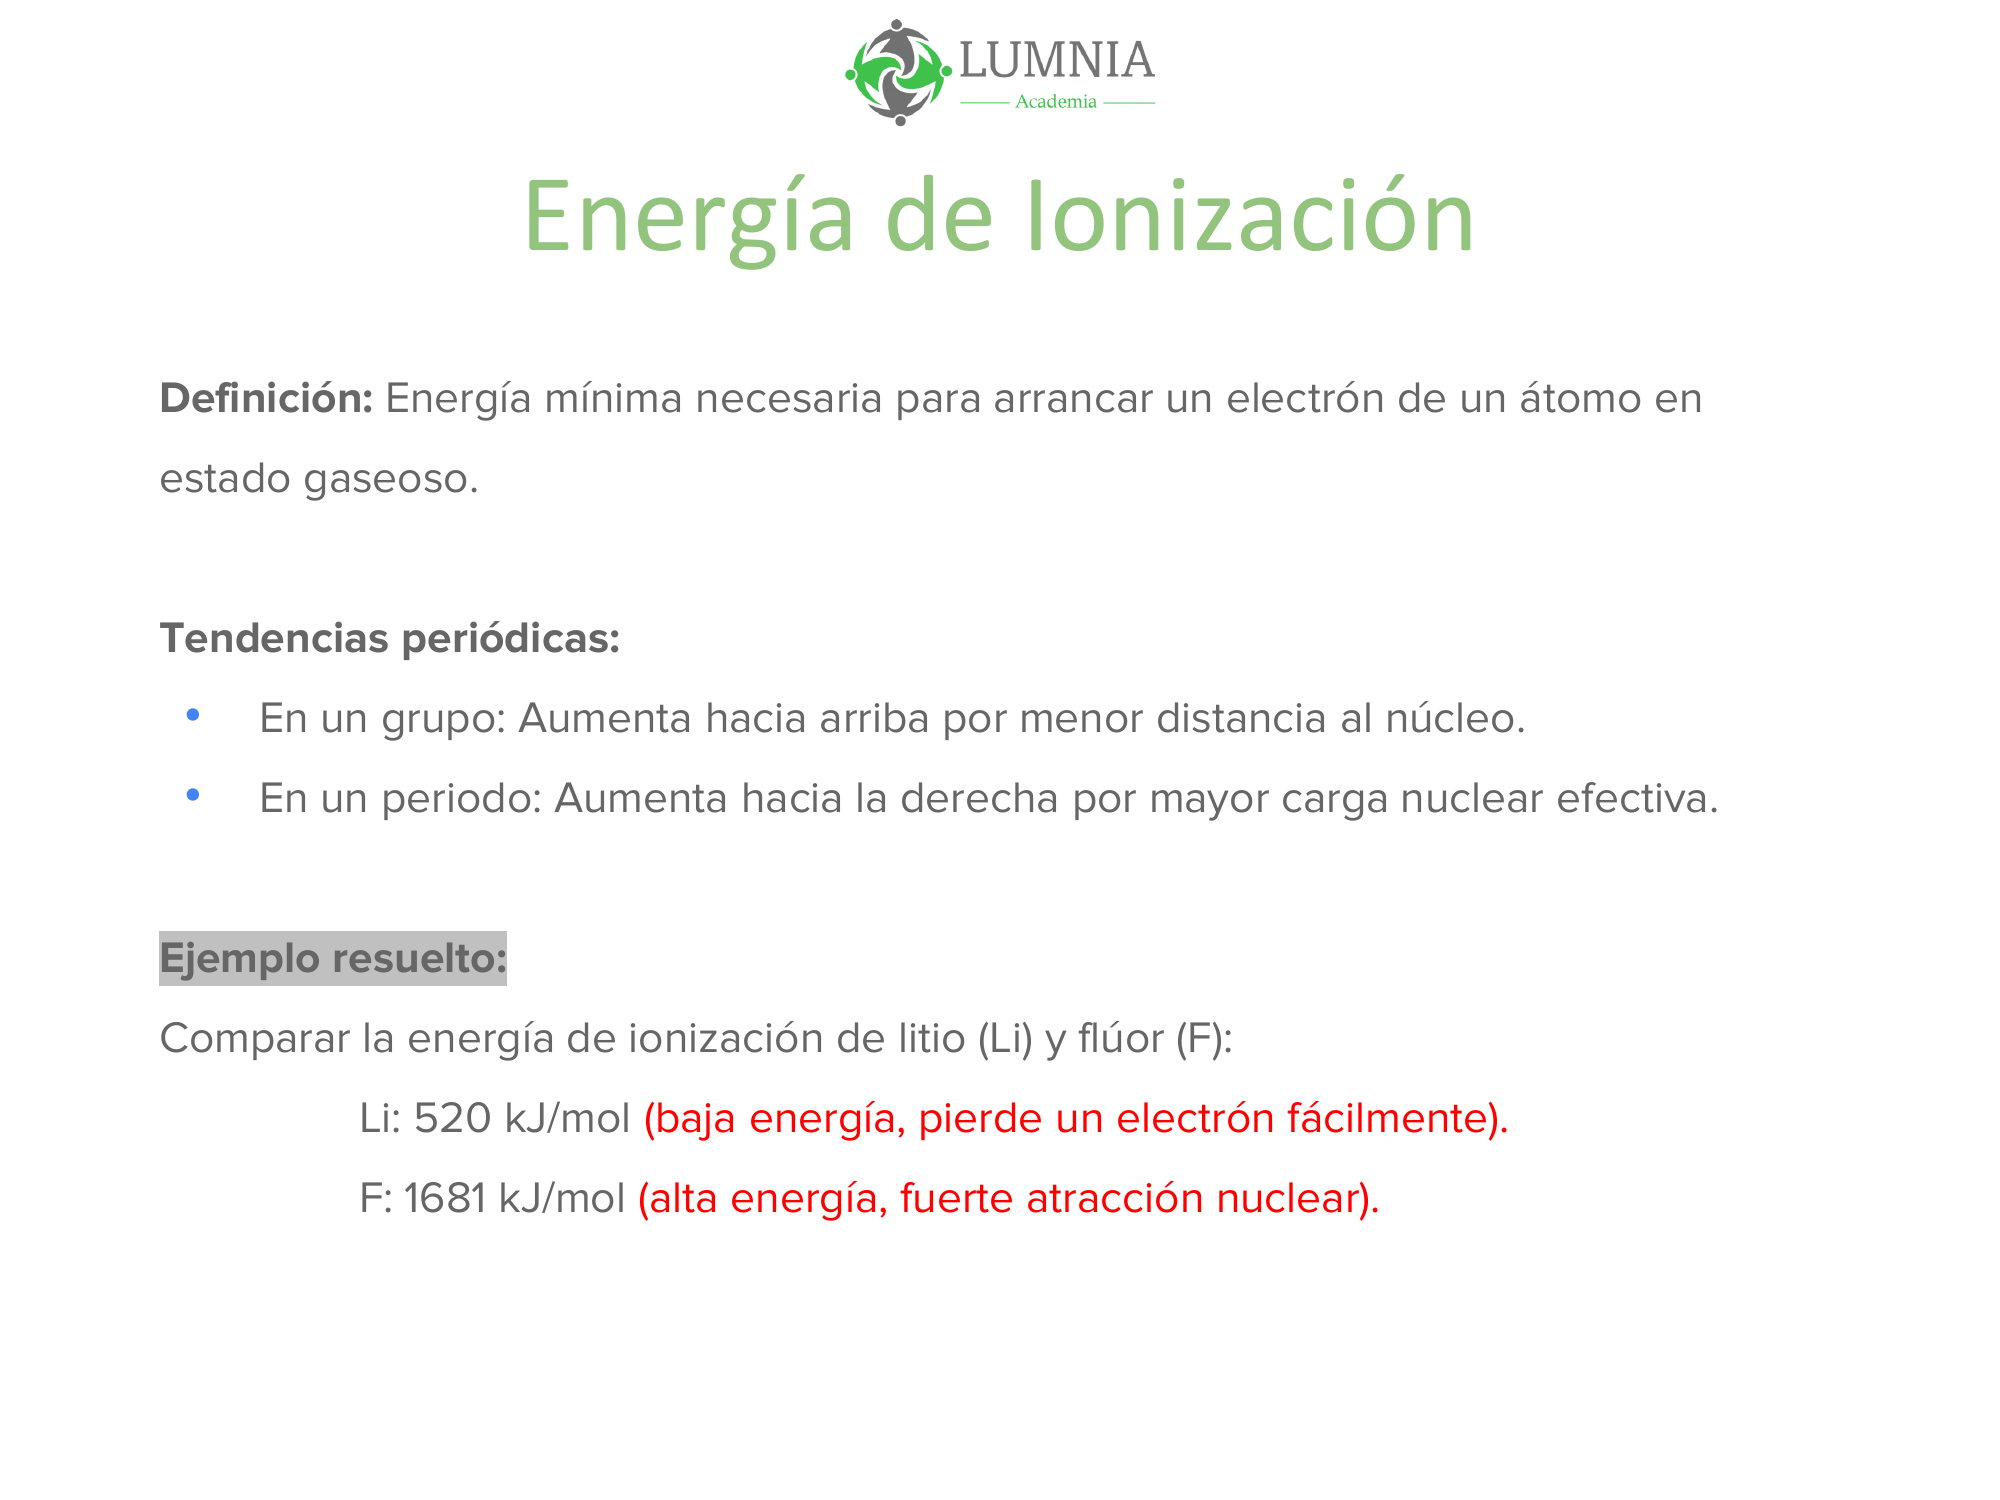 LUMNIA
Academia
Energía de Ionización
Definición: Energía mínima necesaria para arrancar un electrón de un átomo en
estado gaseoso.
Tendencias periódicas:
• En un grupo: Aumenta hacia arriba por menor distancia al núcleo.
• En un periodo: Aumenta hacia la derecha por mayor carga nuclear efectiva.
Ejemplo resuelto:
Comparar la energía de ionización de litio (Li) y flúor (F):
Li: 520 kJ/mol (baja energía, pierde un electrón fácilmente).
F: 1681 kJ/mol (alta energía, fuerte atracción nuclear).